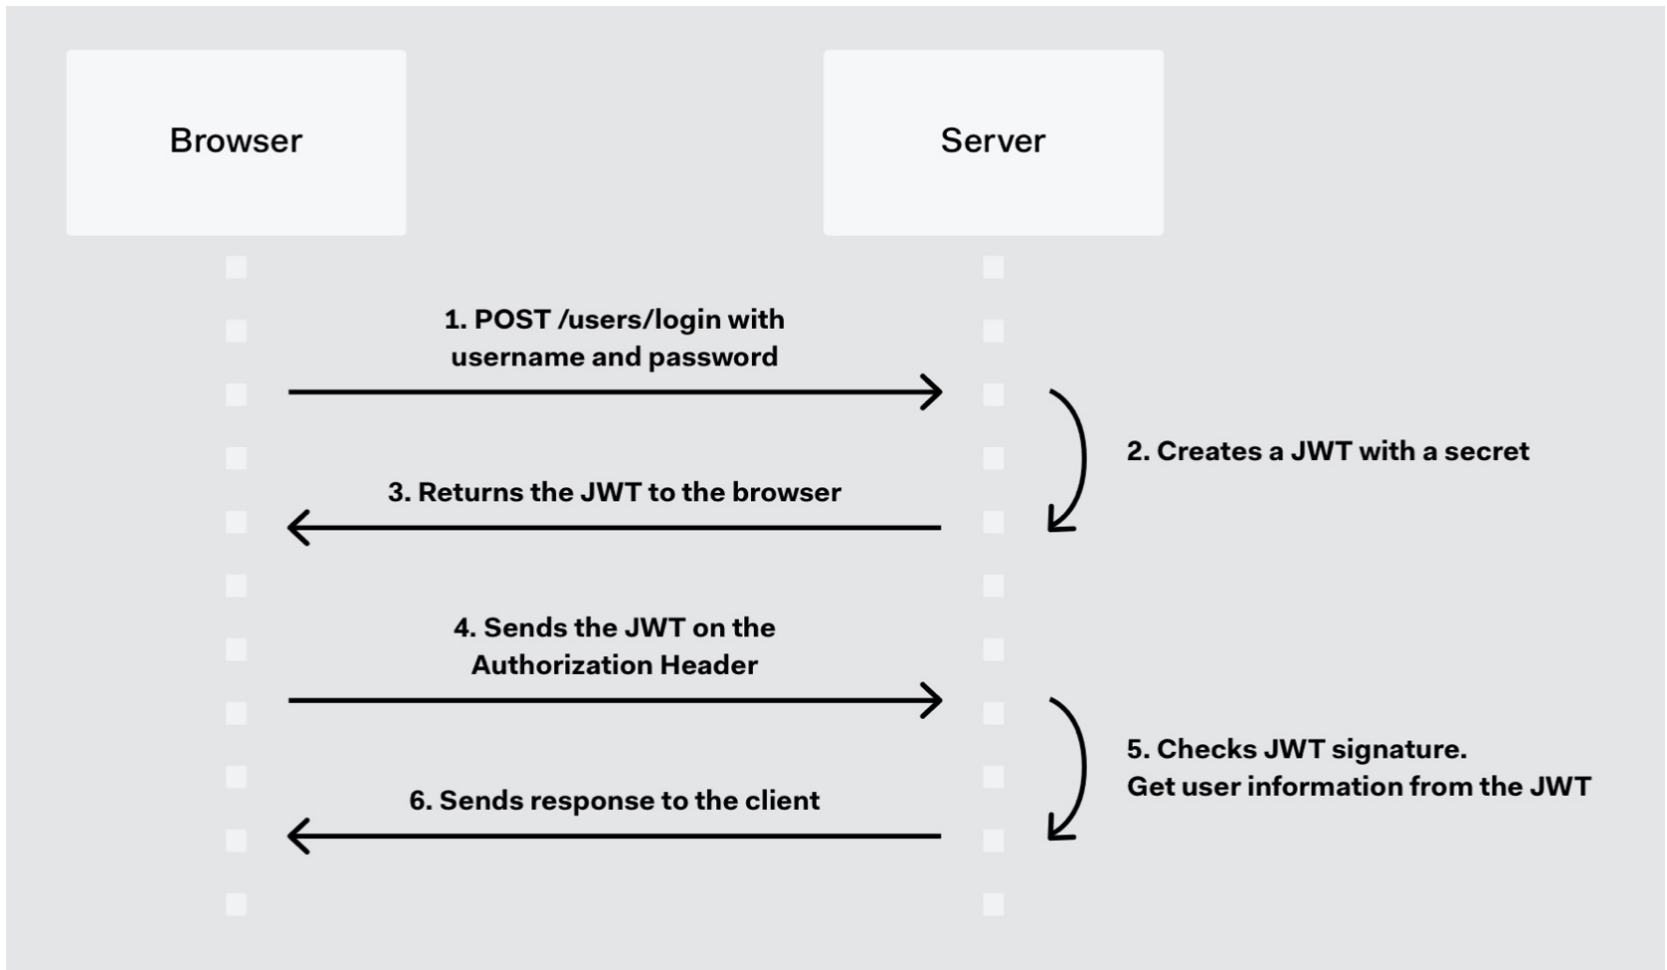 Browser
Server
1. POST /users/login with
username and password
2. Creates a JWT with a secret
3. Returns the JWT to the browser
4. Sends the JWT on the
Authorization Header
5. Checks JWT signature.
Get user information from the JWT
6. Sends response to the client